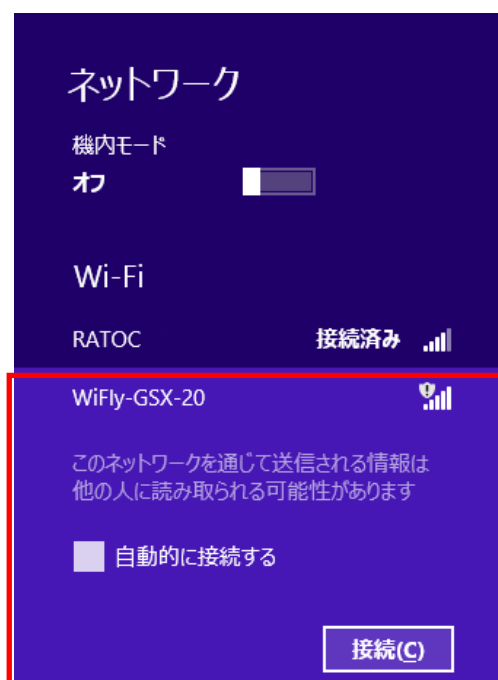 ネットワーク
機内モード
オフ
Wi-Fi
RATOC 接続済み
WiFly-GSX-20
このネットワークを通じて送信される情報は
他の人に読み取られる可能性があります
自動的に接続する
接続(C)